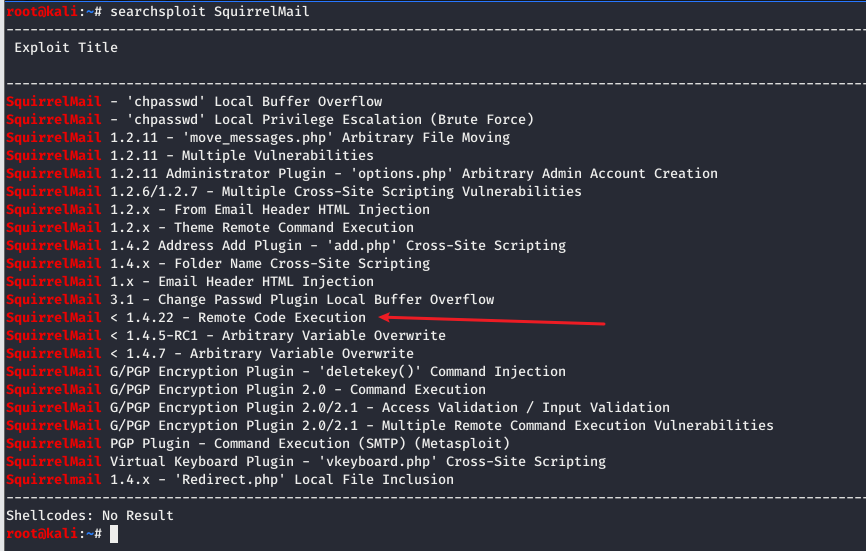 root@kali:~# searchsploit SquirrelMail
--------------------------------------------------------------------------------------------------------------
Exploit Title
--------------------------------------------------------------------------------------------------------------
SquirrelMail - 'chpasswd' Local Buffer Overflow
SquirrelMail - 'chpasswd' Local Privilege Escalation (Brute Force)
SquirrelMail 1.2.11 - 'move_messages.php' Arbitrary File Moving
SquirrelMail 1.2.11 - Multiple Vulnerabilities
SquirrelMail 1.2.11 Administrator Plugin - 'options.php' Arbitrary Admin Account Creation
SquirrelMail 1.2.6/1.2.7 - Multiple Cross-Site Scripting Vulnerabilities
SquirrelMail 1.2.x - From Email Header HTML Injection
SquirrelMail 1.2.x - Theme Remote Command Execution
SquirrelMail 1.4.2 Address Add Plugin - 'add.php' Cross-Site Scripting
SquirrelMail 1.4.x - Folder Name Cross-Site Scripting
SquirrelMail 1.x - Email Header HTML Injection
SquirrelMail 3.1 - Change Passwd Plugin Local Buffer Overflow
SquirrelMail < 1.4.22 - Remote Code Execution
SquirrelMail < 1.4.5-RC1 - Arbitrary Variable Overwrite
SquirrelMail < 1.4.7 - Arbitrary Variable Overwrite
SquirrelMail G/PGP Encryption Plugin - 'deletekey()' Command Injection
SquirrelMail G/PGP Encryption Plugin 2.0 - Command Execution
SquirrelMail G/PGP Encryption Plugin 2.0/2.1 - Access Validation / Input Validation
SquirrelMail G/PGP Encryption Plugin 2.0/2.1 - Multiple Remote Command Execution Vulnerabilities
SquirrelMail PGP Plugin - Command Execution (SMTP) (Metasploit)
SquirrelMail Virtual Keyboard Plugin - 'vkeyboard.php' Cross-Site Scripting
Squirrelmail 1.4.x - 'Redirect.php' Local File Inclusion
--------------------------------------------------------------------------------------------------------------
Shellcodes: No Result
root@kali:~#